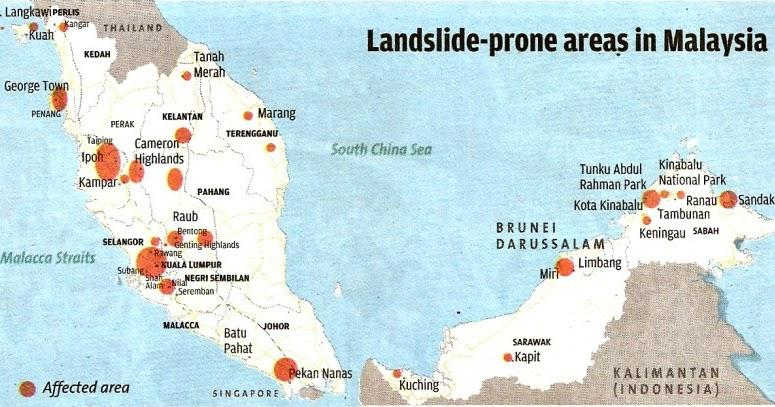 Landslide-prone areas in Malaysia
Langkawi
PERLIS
Kangar
Kuah
THAILAND
KEDAH
Tanah
Merah
George Town
PENANG
KELANTAN
Marang
PERAK
TERENGGANU
Taiping
Cameron
Highlands
Ipoh
Kampar
PAHANG
South China Sea
Raub
Bentong
SELANGOR
Genting Highlands
Rawang
Malacca Straits
KUALA LUMPUR
Subang
Shah
Alam
NEGRI SEMBILAN
Nilai
Seremban
MALACCA
Batu
Pahat
JOHOR
Pekan Nanas
SINGAPORE
Affected area
Tunku Abdul
Rahman Park
Kinabalu
National Park
Kota Kinabalu
Ranau
Sandak
Tambunan
Keningau
SABAH
BRUNEI
DARUSSALAM
Limbang
Miri
SARAWAK
Kapit
Kuching
KALIMANTAN
(INDONESIA)